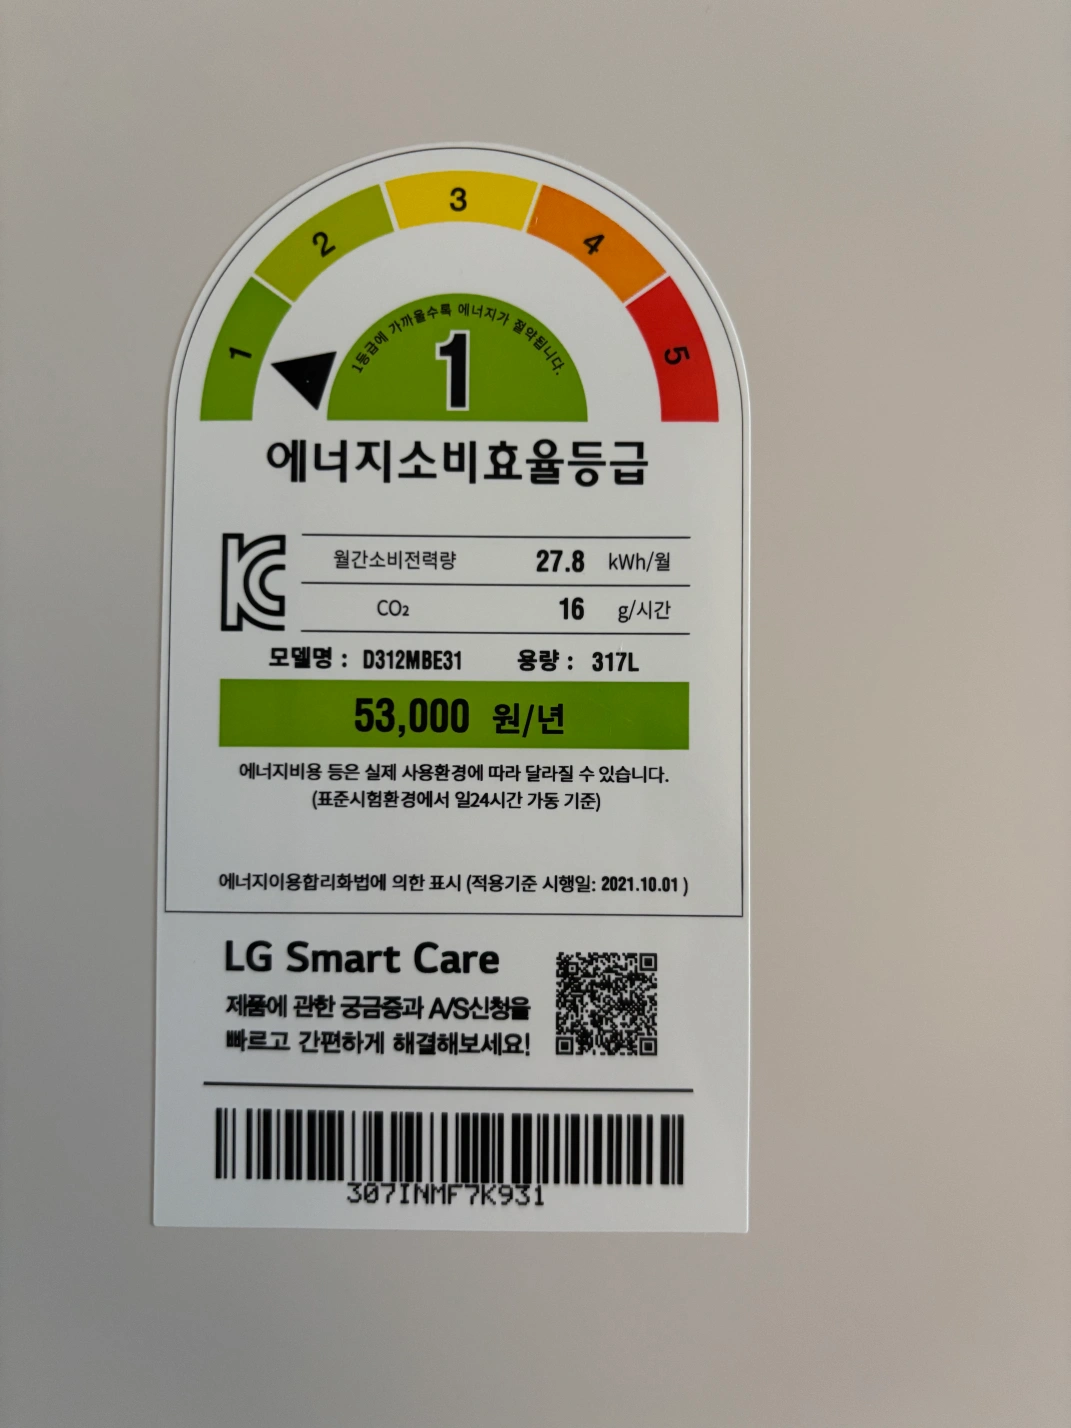 1 2 3 4 5
1등급에 가까울수록 에너지가 절약됩니다.
1
에너지소비효율등급
월간소비전력량 27.8 kWh/월
CO₂ 16 g/시간
모델명 : D312MBE31 용량 : 317L
53,000 원/년
에너지비용 등은 실제 사용환경에 따라 달라질 수 있습니다.
(표준시험환경에서 일24시간 가동 기준)
에너지이용합리화법에 의한 표시 (적용기준 시행일: 2021.10.01 )
LG Smart Care
제품에 관한 궁금증과 A/S신청을
빠르고 간편하게 해결해보세요!
307INMF7K931